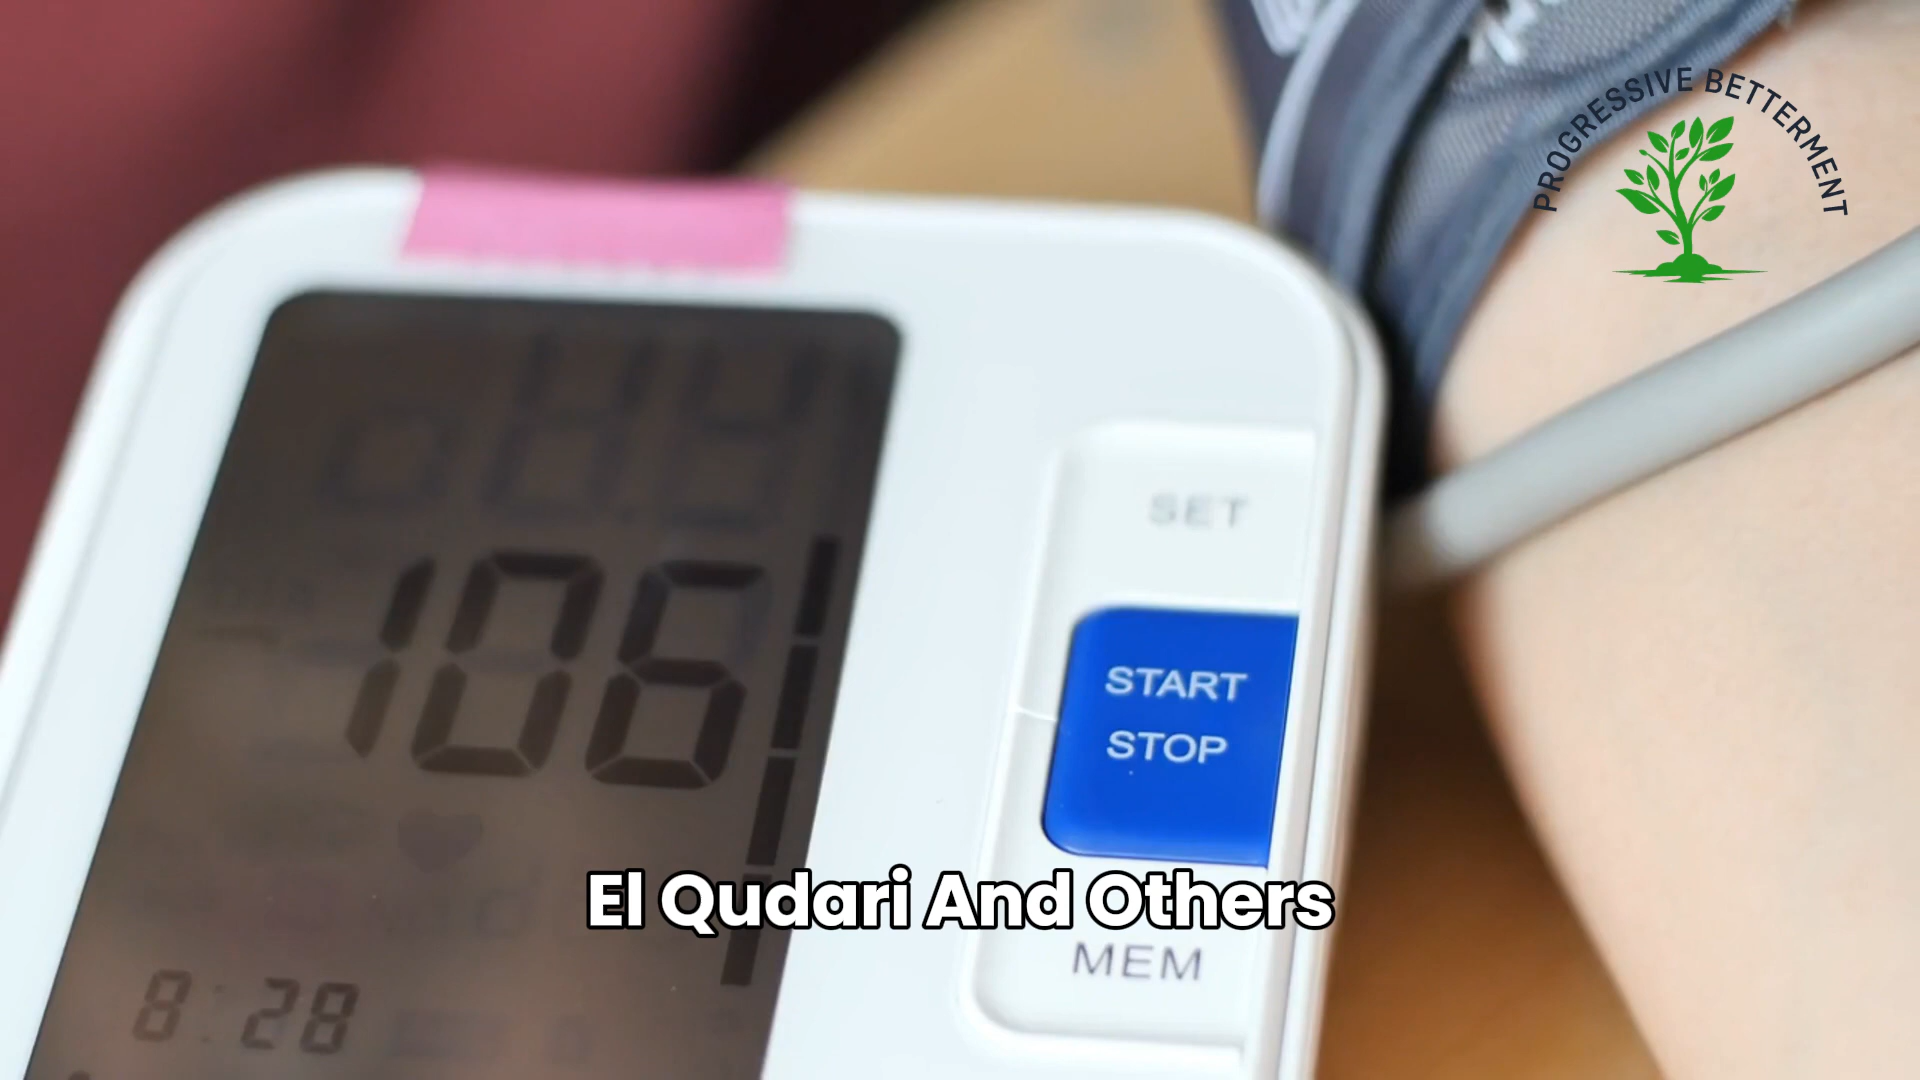 PROGRESSIVE BETTERMENT
SET
106
START
STOP
El Qudari And Others
MEM
8:28